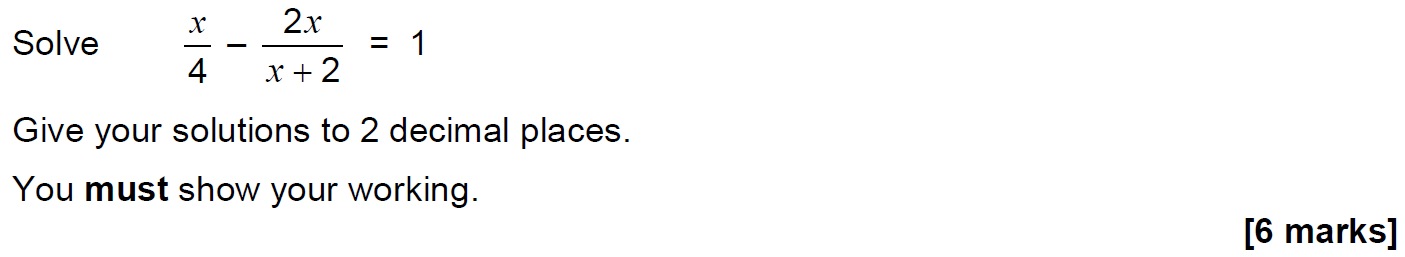 Solve x/4 – 2x/(x + 2) = 1
Give your solutions to 2 decimal places.
You must show your working.
[6 marks]